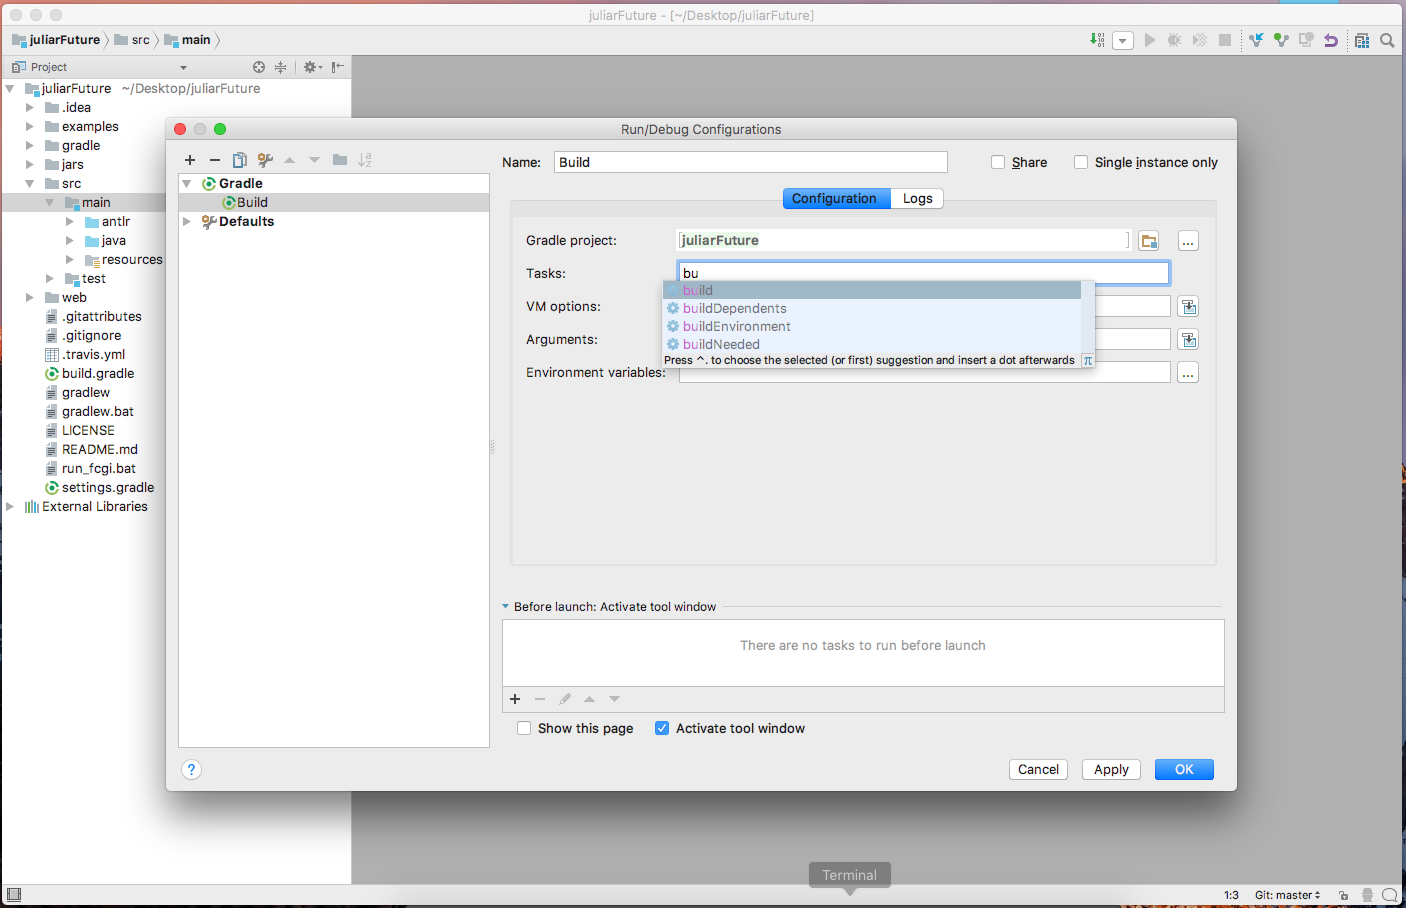 juliarFuture - [~/Desktop/juliarFuture]
juliarFuture src main
Project
juliarFuture ~/Desktop/juliarFuture
.idea
examples
gradle
jars
src
main
antlr
java
resources
test
web
.gitattributes
.gitignore
.travis.yml
build.gradle
gradlew
gradlew.bat
LICENSE
README.md
run_fcgi.bat
settings.gradle
External Libraries
Run/Debug Configurations
Gradle
Build
Defaults
Name: Build
Share Single instance only
Configuration Logs
Gradle project: juliarFuture
Tasks: bu
build
VM options:
buildDependents
buildEnvironment
Arguments:
buildNeeded
Press ^. to choose the selected (or first) suggestion and insert a dot afterwards π
Environment variables:
Before launch: Activate tool window
There are no tasks to run before launch
Show this page Activate tool window
? Cancel Apply OK
Terminal
1:3 Git: master